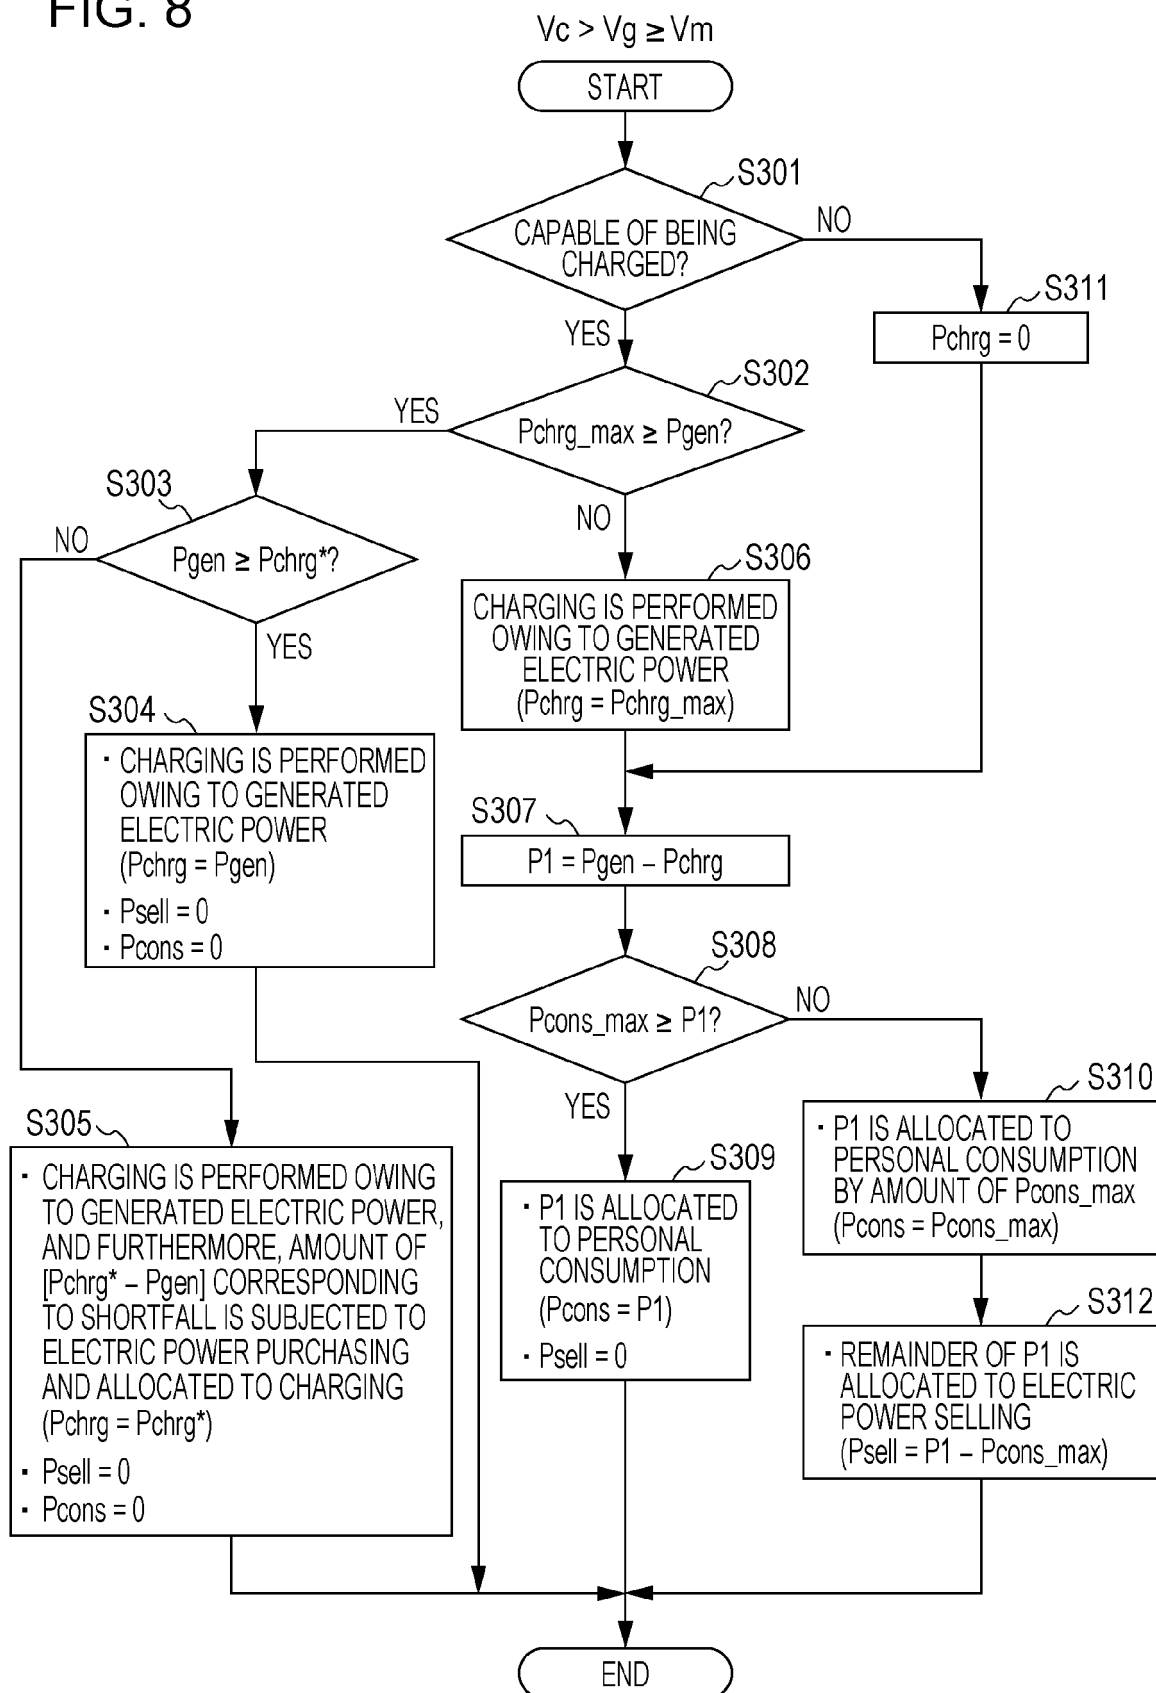 FIG. 8
Vc > Vg ≥ Vm
START
S301
CAPABLE OF BEING
CHARGED?
NO
YES
S311
Pchrg = 0
S302
Pchrg_max ≥ Pgen?
YES
NO
S303
Pgen ≥ Pchrg*?
NO
YES
S306
CHARGING IS PERFORMED
OWING TO GENERATED
ELECTRIC POWER
(Pchrg = Pchrg_max)
S304
· CHARGING IS PERFORMED
OWING TO GENERATED
ELECTRIC POWER
(Pchrg = Pgen)
· Psell = 0
· Pcons = 0
S307
P1 = Pgen – Pchrg
S308
Pcons_max ≥ P1?
NO
YES
S305
· CHARGING IS PERFORMED OWING
TO GENERATED ELECTRIC POWER,
AND FURTHERMORE, AMOUNT OF
[Pchrg* – Pgen] CORRESPONDING
TO SHORTFALL IS SUBJECTED TO
ELECTRIC POWER PURCHASING
AND ALLOCATED TO CHARGING
(Pchrg = Pchrg*)
· Psell = 0
· Pcons = 0
S309
· P1 IS ALLOCATED
TO PERSONAL
CONSUMPTION
(Pcons = P1)
· Psell = 0
S310
· P1 IS ALLOCATED TO
PERSONAL CONSUMPTION
BY AMOUNT OF Pcons_max
(Pcons = Pcons_max)
S312
· REMAINDER OF P1 IS
ALLOCATED TO ELECTRIC
POWER SELLING
(Psell = P1 – Pcons_max)
END